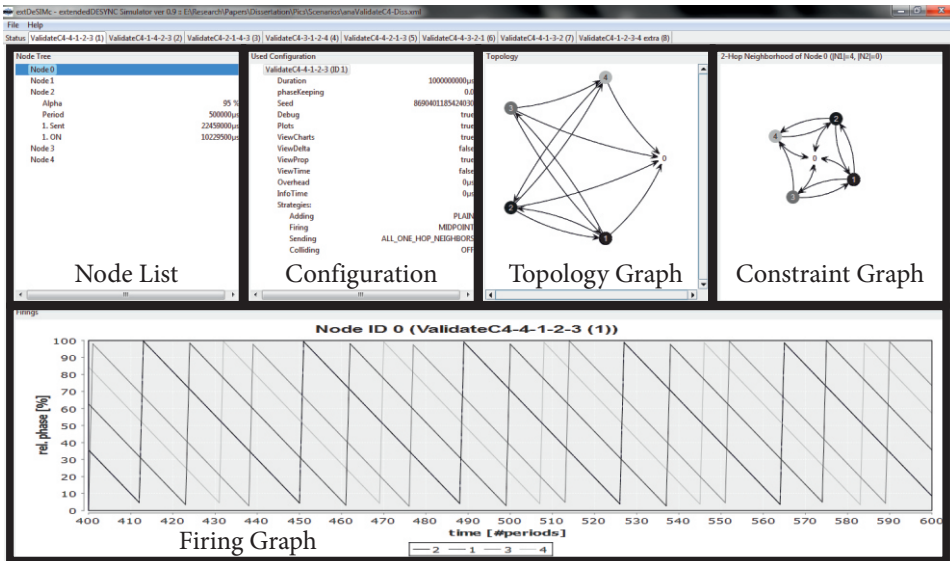 extDeSIMc - extendedDESYNC Simulator ver 0.9 :: E:\Research\Papers\Dissertation\Pics\Scenarios\anaValidateC4-Diss.xml
File Help
Status ValidateC4-4-1-2-3 (1) ValidateC4-1-4-2-3 (2) ValidateC4-2-1-4-3 (3) ValidateC4-3-1-2-4 (4) ValidateC4-4-2-1-3 (5) ValidateC4-4-3-2-1 (6) ValidateC4-4-1-3-2 (7) ValidateC4-1-2-3-4 extra (8)
Node Tree
Node 0
Node 1
Node 2
Alpha 95 %
Period 500000µs
1. Sent 22459000µs
1. ON 10229500µs
Node 3
Node 4
Node List
Used Configuration
ValidateC4-4-1-2-3 (ID 1)
Duration 1000000000µs
phaseKeeping 0.0
Seed 8690401185424030
Debug true
Plots true
ViewCharts true
ViewDelta false
ViewProp true
ViewTime false
Overhead 0µs
InfoTime 0µs
Strategies:
Adding PLAIN
Firing MIDPOINT
Sending ALL_ONE_HOP_NEIGHBORS
Colliding OFF
Configuration
Topology
4
3
0
2
1
Topology Graph
2-Hop Neighborhood of Node 0 (|N1|=4, |N2|=0)
2
4
0
1
3
Constraint Graph
Firings
Node ID 0 (ValidateC4-4-1-2-3 (1))
rel. phase [%]
100
90
80
70
60
50
40
30
20
10
0
400 410 420 430 440 450 460 470 480 490 500 510 520 530 540 550 560 570 580 590 600
time [#periods]
Firing Graph
2 1 3 4